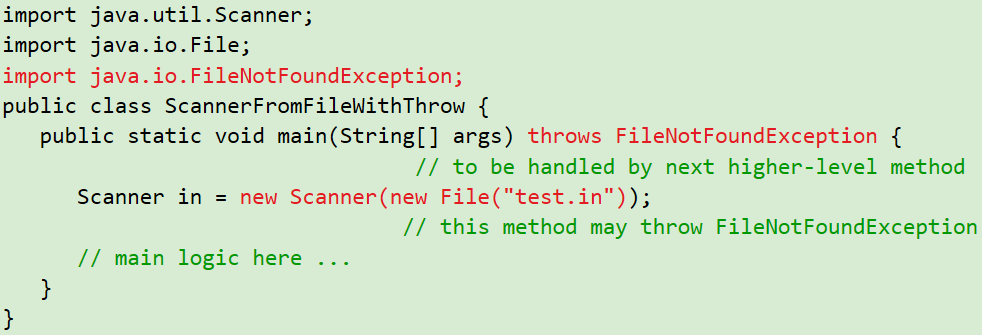 import java.util.Scanner;
import java.io.File;
import java.io.FileNotFoundException;
public class ScannerFromFileWithThrow {
   public static void main(String[] args) throws FileNotFoundException {
                                 // to be handled by next higher-level method
      Scanner in = new Scanner(new File("test.in"));
                                // this method may throw FileNotFoundException
      // main logic here ...
   }
}